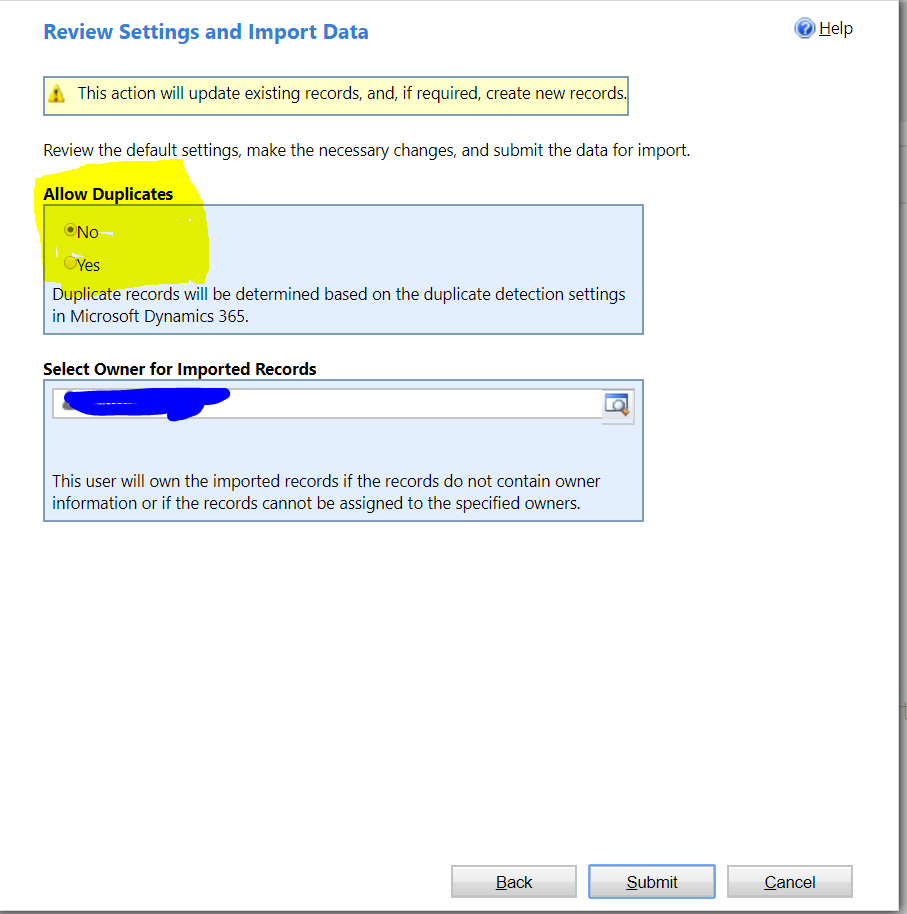 Review Settings and Import Data
Help
This action will update existing records, and, if required, create new records.
Review the default settings, make the necessary changes, and submit the data for import.
Allow Duplicates
No
Yes
Duplicate records will be determined based on the duplicate detection settings
in Microsoft Dynamics 365.
Select Owner for Imported Records
This user will own the imported records if the records do not contain owner
information or if the records cannot be assigned to the specified owners.
Back
Submit
Cancel